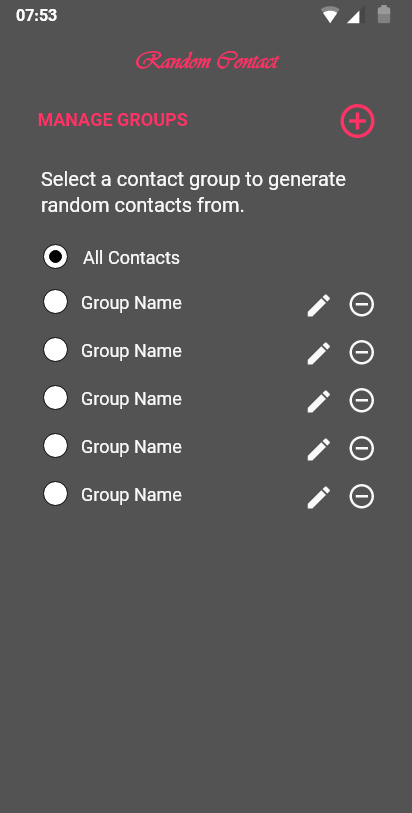 07:53
Random Contact
MANAGE GROUPS
Select a contact group to generate
random contacts from.
All Contacts
Group Name
Group Name
Group Name
Group Name
Group Name